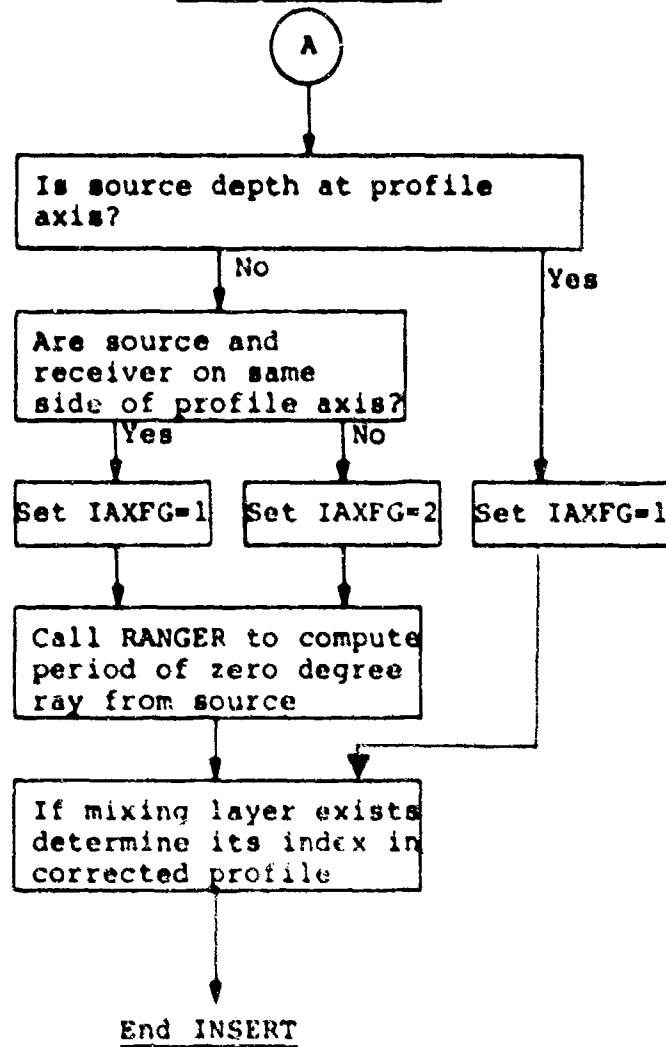 A
Is source depth at profile
axis?
No
Yes
Are source and
receiver on same
side of profile axis?
Yes
No
Set IAXFG=1
Set IAXFG=2
Set IAXFG=1
Call RANGER to compute
period of zero degree
ray from source
If mixing layer exists
determine its index in
corrected profile
End INSERT